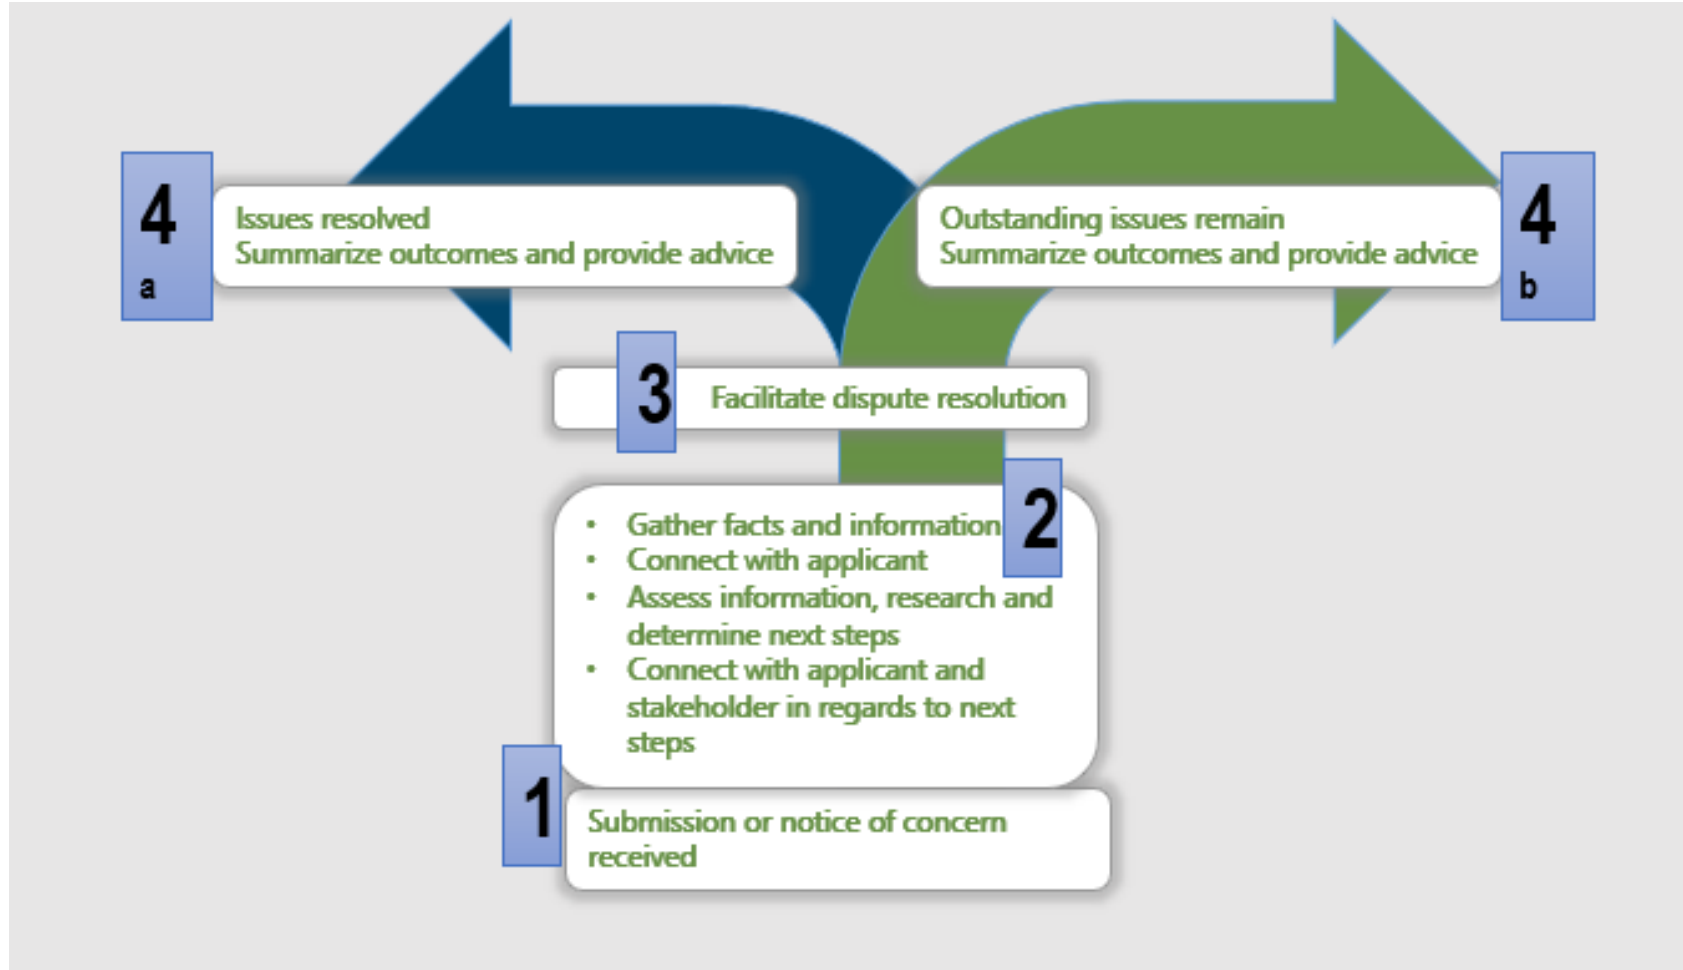 4
a
Issues resolved
Summarize outcomes and provide advice
Outstanding issues remain
Summarize outcomes and provide advice
4
b
3
Facilitate dispute resolution
2
• Gather facts and information
• Connect with applicant
• Assess information, research and
determine next steps
• Connect with applicant and
stakeholder in regards to next
steps
1
Submission or notice of concern
received